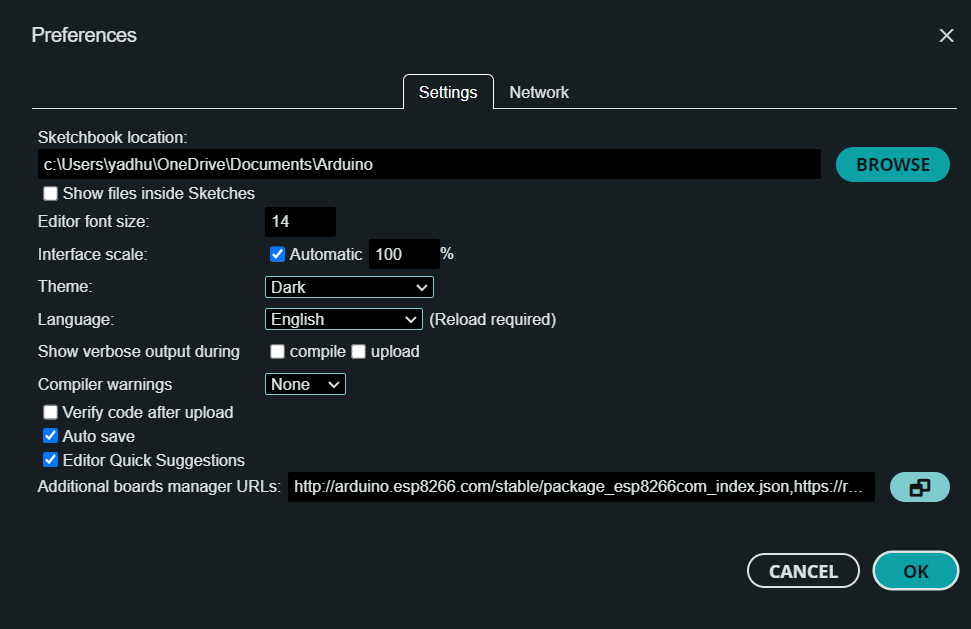 Preferences
Settings Network
Sketchbook location:
c:\Users\yadhu\OneDrive\Documents\Arduino BROWSE
Show files inside Sketches
Editor font size: 14
Interface scale: Automatic 100 %
Theme: Dark
Language: English (Reload required)
Show verbose output during compile upload
Compiler warnings None
Verify code after upload
Auto save
Editor Quick Suggestions
Additional boards manager URLs: http://arduino.esp8266.com/stable/package_esp8266com_index.json,https://r...
CANCEL OK